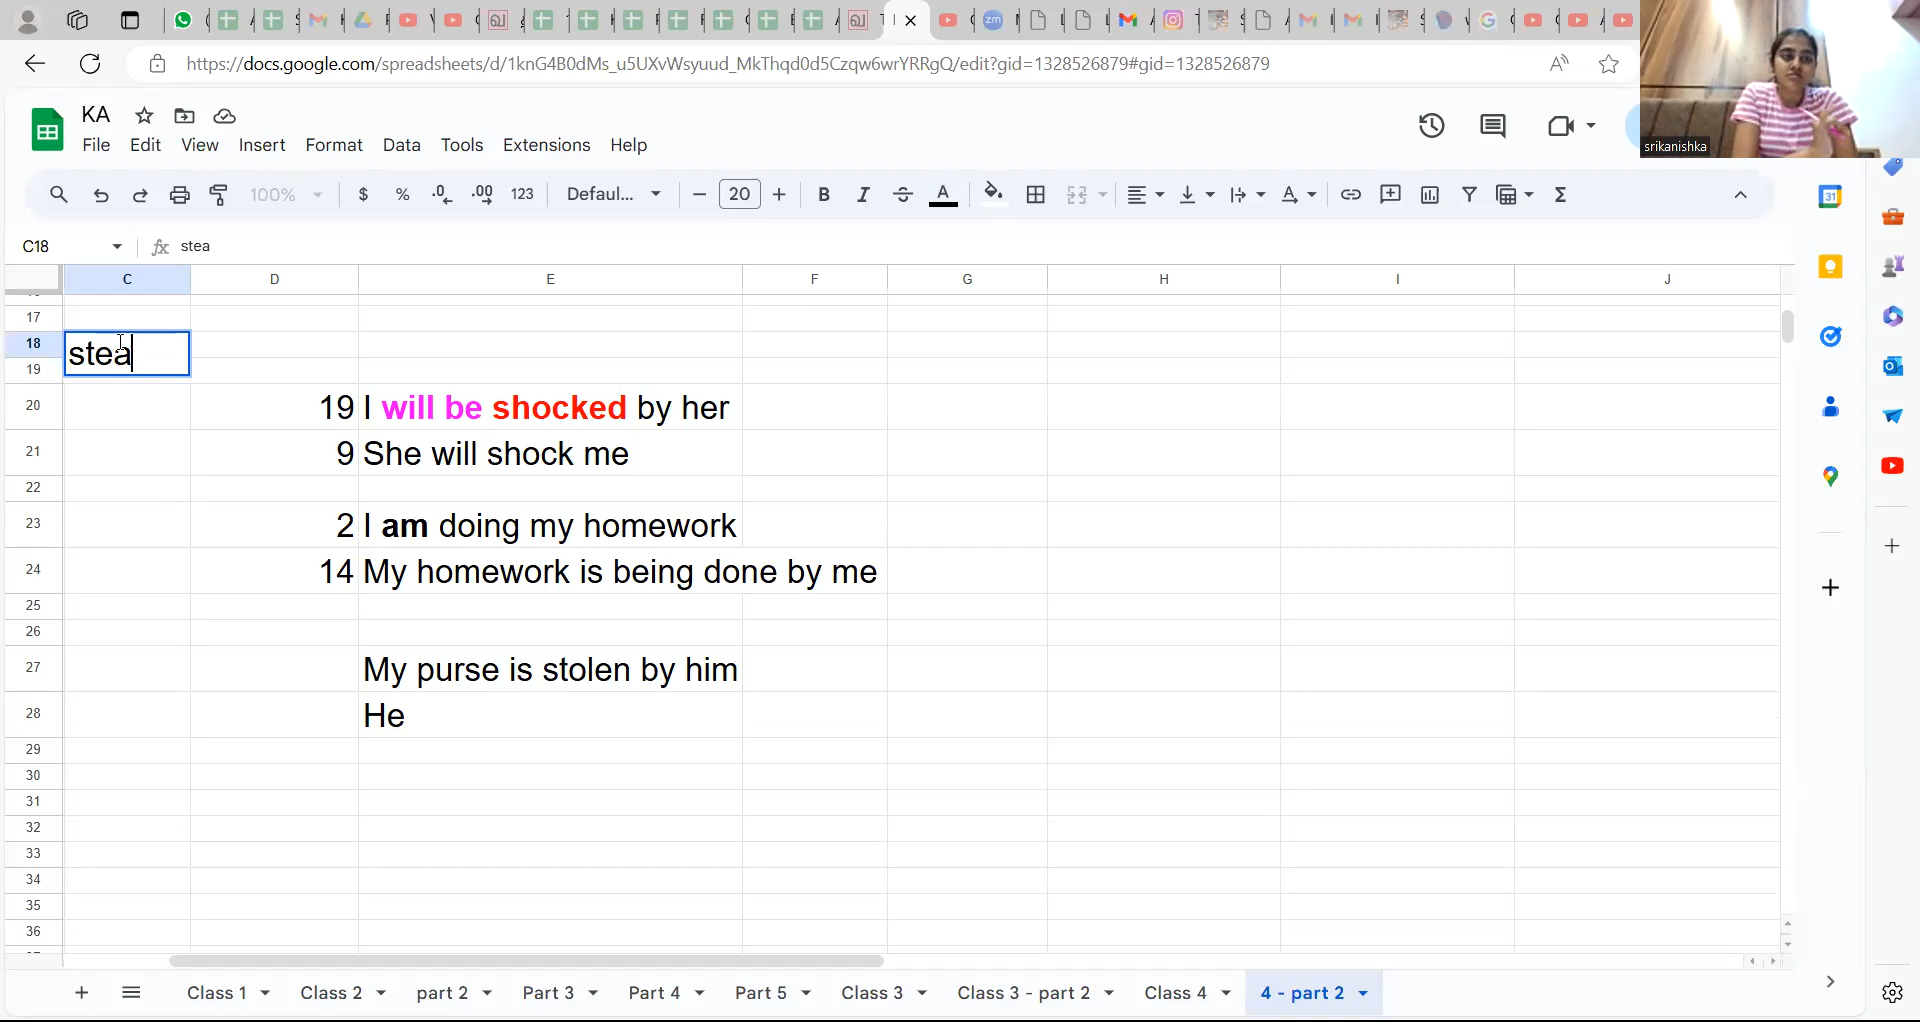 https://docs.google.com/spreadsheets/d/1knG4B0dMs_u5UXvWsyuud_MkThqd0d5Czqw6wrYRRgQ/edit?gid=1328526879#gid=1328526879
KA
File Edit View Insert Format Data Tools Extensions Help
srikanishka
100% $ % .0 .00 123 Defaul... 20
C18 stea
C D E F G H I J
17
18 stea
19
20 19 I will be shocked by her
21 9 She will shock me
22
23 2 I am doing my homework
24 14 My homework is being done by me
25
26
27 My purse is stolen by him
28 He
29
30
31
32
33
34
35
36
Class 1 Class 2 part 2 Part 3 Part 4 Part 5 Class 3 Class 3 - part 2 Class 4 4 - part 2